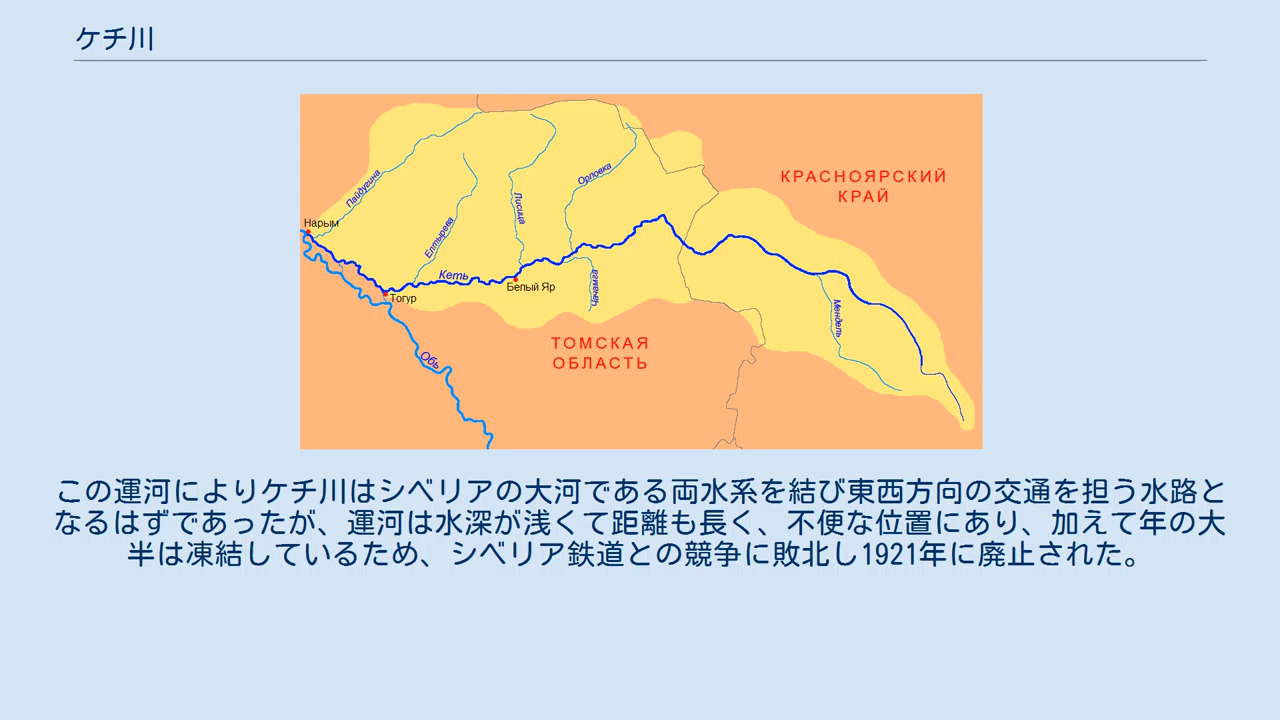 ケチ川
КРАСНОЯРСКИЙ
КРАЙ
Пайдугина
Орловка
Лисица
Нарым
Елтырева
Кеть
Белый Яр
Чачамга
Тогур
Мендель
ТОМСКАЯ
ОБЛАСТЬ
Обь
この運河によりケチ川はシベリアの大河である両水系を結び東西方向の交通を担う水路と
なるはずであったが、運河は水深が浅くて距離も長く、不便な位置にあり、加えて年の大
半は凍結しているため、シベリア鉄道との競争に敗北し1921年に廃止された。